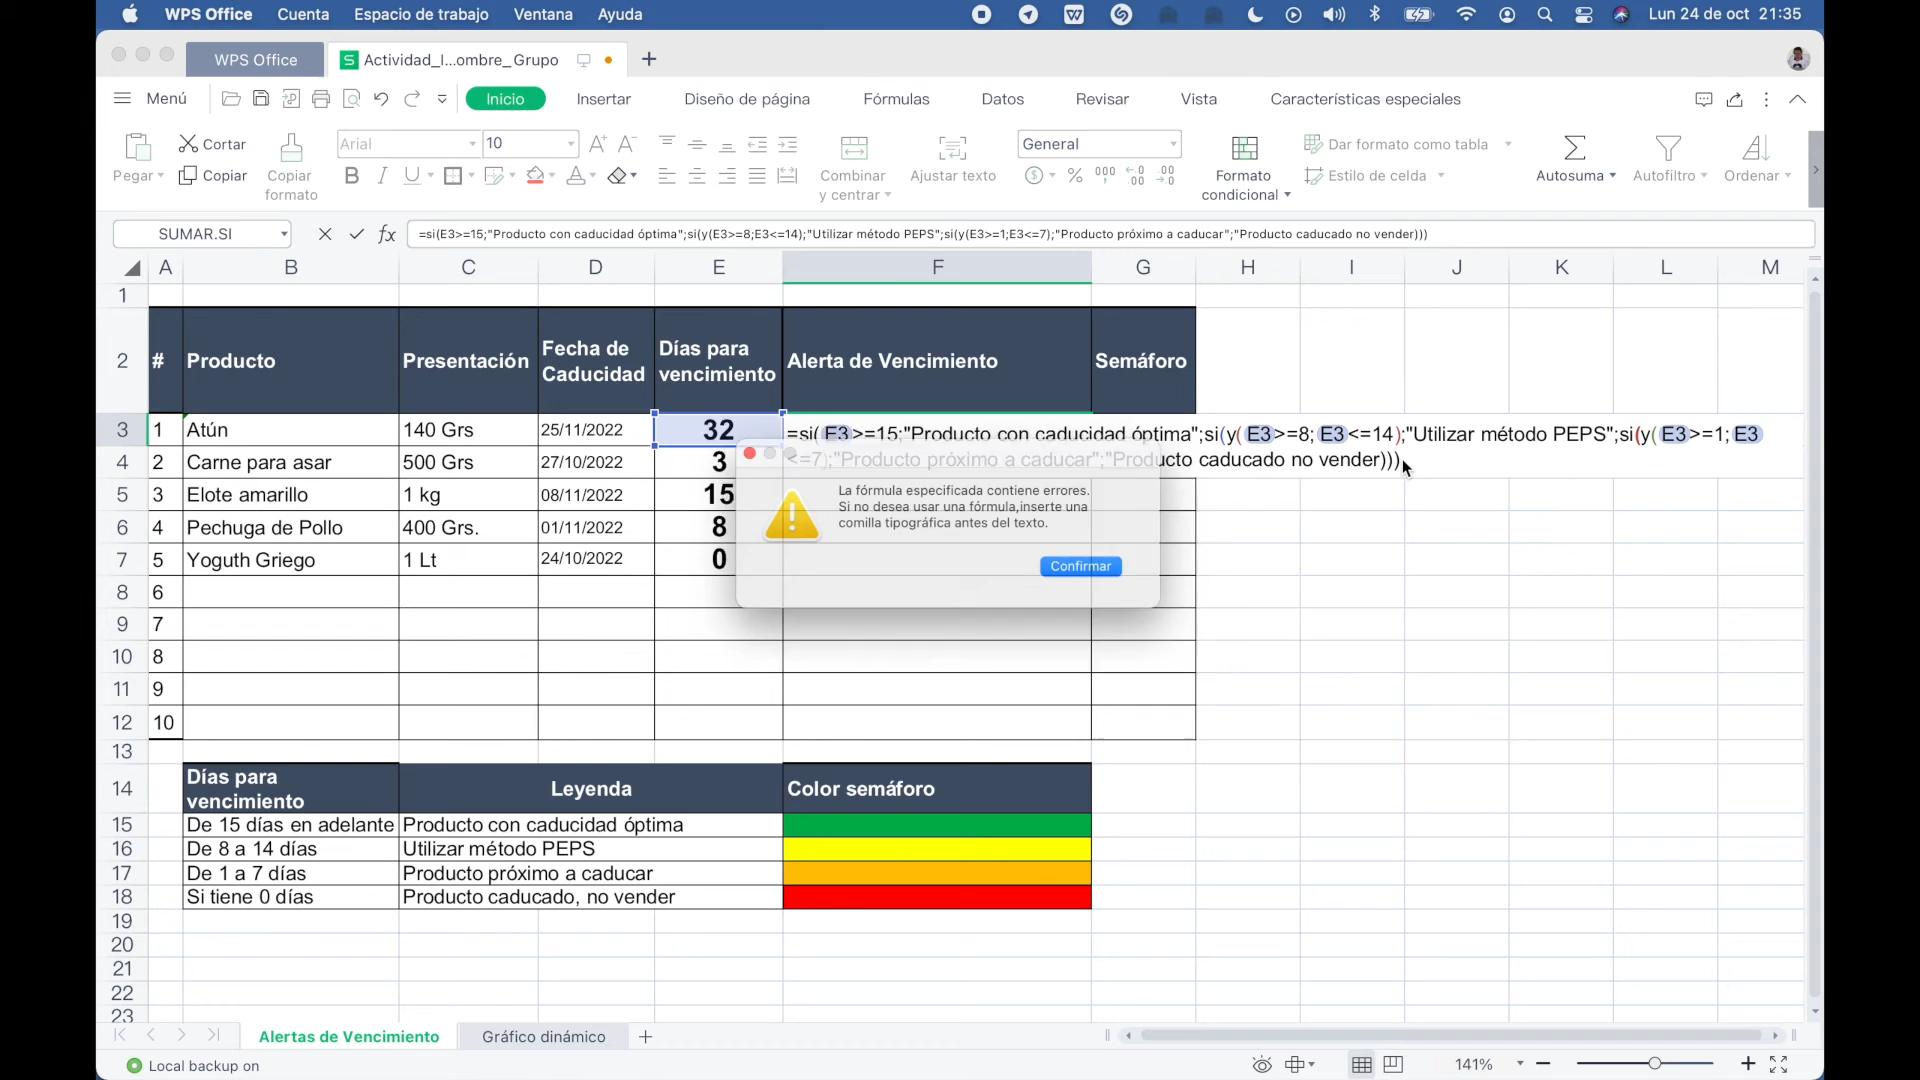 WPS Office Cuenta Espacio de trabajo Ventana Ayuda Lun 24 de oct 21:35
WPS Office Actividad_I...ombre_Grupo
Menú Inicio Insertar Diseño de página Fórmulas Datos Revisar Vista Características especiales
Pegar Cortar Copiar Copiar formato Arial 10 Combinar y centrar Ajustar texto General Formato condicional Dar formato como tabla Estilo de celda Autosuma Autofiltro Ordenar
SUMAR.SI fx =si(E3>=15;"Producto con caducidad óptima";si(y(E3>=8;E3<=14);"Utilizar método PEPS";si(y(E3>=1;E3<=7);"Producto próximo a caducar";"Producto caducado no vender)))
A B C D E F G H I J K L M
1
2 # Producto Presentación Fecha de Caducidad Días para vencimiento Alerta de Vencimiento Semáforo
3 1 Atún 140 Grs 25/11/2022 32 =si(E3>=15;"Producto con caducidad óptima";si(y(E3>=8;E3<=14);"Utilizar método PEPS";si(y(E3>=1;E3
<=7);"Producto próximo a caducar";"Producto caducado no vender)))
4 2 Carne para asar 500 Grs 27/10/2022 3
5 3 Elote amarillo 1 kg 08/11/2022 15
6 4 Pechuga de Pollo 400 Grs. 01/11/2022 8
7 5 Yoguth Griego 1 Lt 24/10/2022 0
La fórmula especificada contiene errores.
Si no desea usar una fórmula,inserte una
comilla tipográfica antes del texto.
Confirmar
8 6
9 7
10 8
11 9
12 10
13
14 Días para vencimiento Leyenda Color semáforo
15 De 15 días en adelante Producto con caducidad óptima
16 De 8 a 14 días Utilizar método PEPS
17 De 1 a 7 días Producto próximo a caducar
18 Si tiene 0 días Producto caducado, no vender
19
20
21
22
23
Alertas de Vencimiento Gráfico dinámico
Local backup on 141%